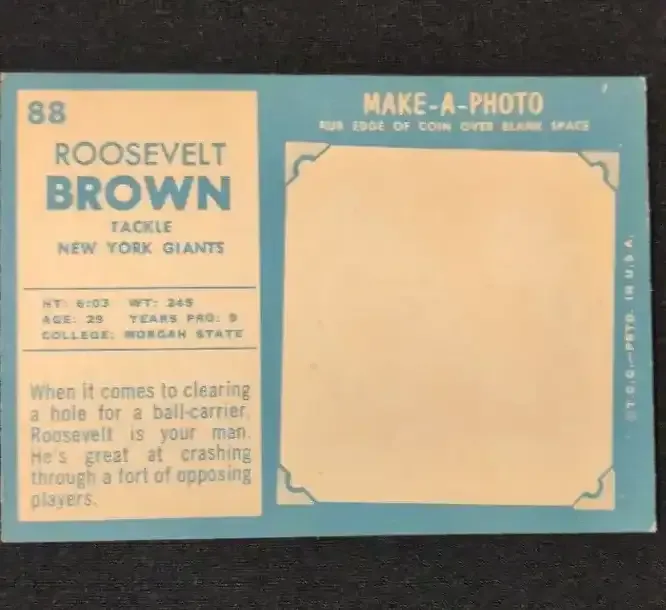 88
ROOSEVELT
BROWN
TACKLE
NEW YORK GIANTS
HT: 6:03 WT: 245
AGE: 29 YEARS PRO: 9
COLLEGE: MORGAN STATE
When it comes to clearing
a hole for a ball-carrier,
Roosevelt is your man.
He's great at crashing
through a fort of opposing
players.
MAKE-A-PHOTO
RUB EDGE OF COIN OVER BLANK SPACE
©T.C.G.—PRTD. IN U.S.A.